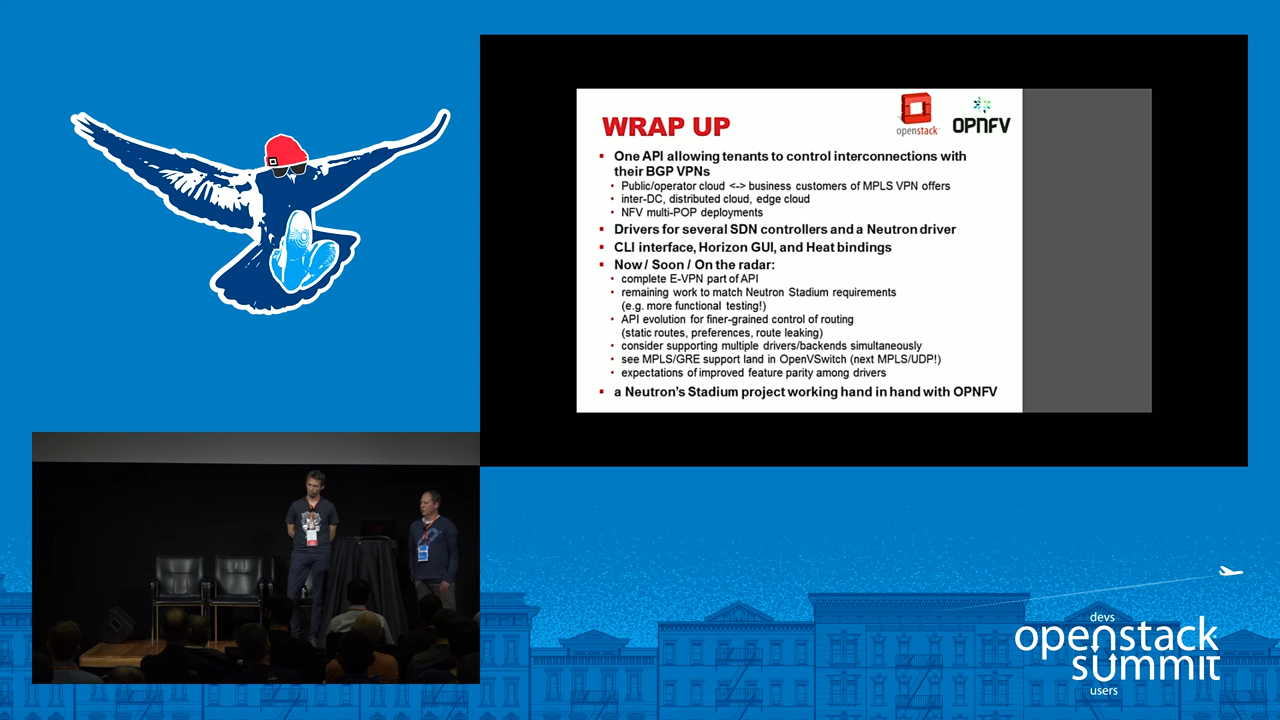 WRAP UP
openstack
OPNFV
▪ One API allowing tenants to control interconnections with
their BGP VPNs
• Public/operator cloud <-> business customers of MPLS VPN offers
• inter-DC, distributed cloud, edge cloud
• NFV multi-POP deployments
▪ Drivers for several SDN controllers and a Neutron driver
▪ CLI interface, Horizon GUI, and Heat bindings
▪ Now / Soon / On the radar:
• complete E-VPN part of API
• remaining work to match Neutron Stadium requirements
(e.g. more functional testing!)
• API evolution for finer-grained control of routing
(static routes, preferences, route leaking)
• consider supporting multiple drivers/backends simultaneously
• see MPLS/GRE support land in OpenVSwitch (next MPLS/UDP!)
• expectations of improved feature parity among drivers
▪ a Neutron's Stadium project working hand in hand with OPNFV
devs
openstack
summit
users